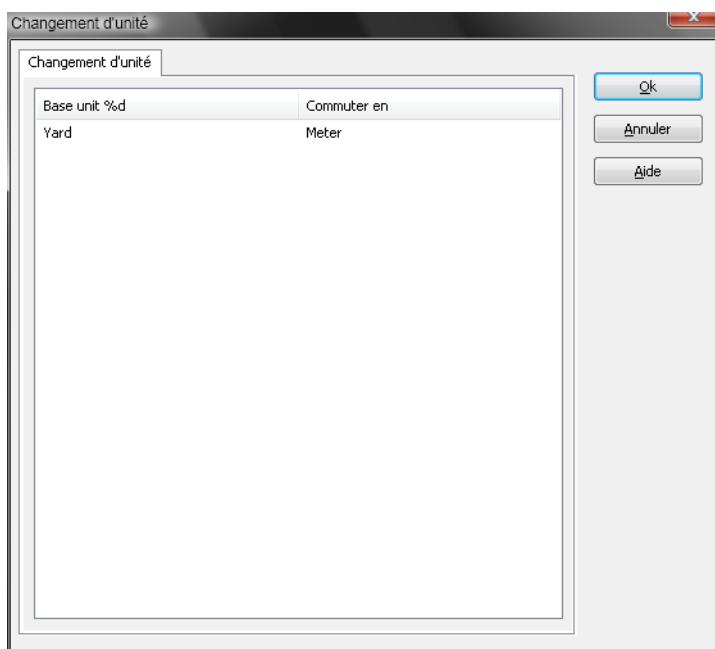 Changement d'unité
Changement d'unité
Base unit %d Commuter en
Yard Meter
Ok
Annuler
Aide